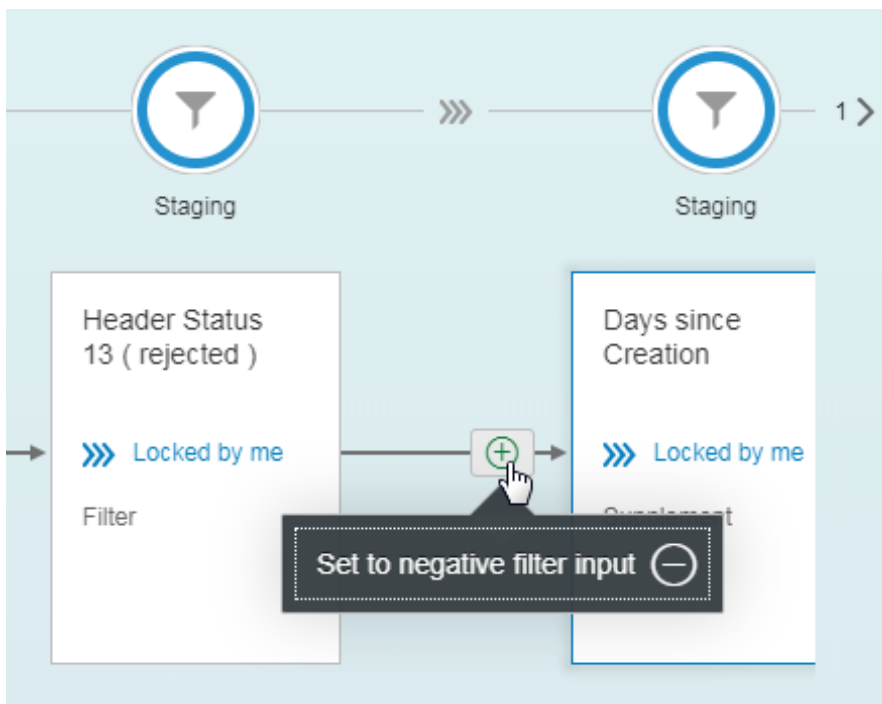 1
Staging
Staging
Header Status
13 ( rejected )
Locked by me
Filter
Days since
Creation
Locked by me
Supplement
Set to negative filter input